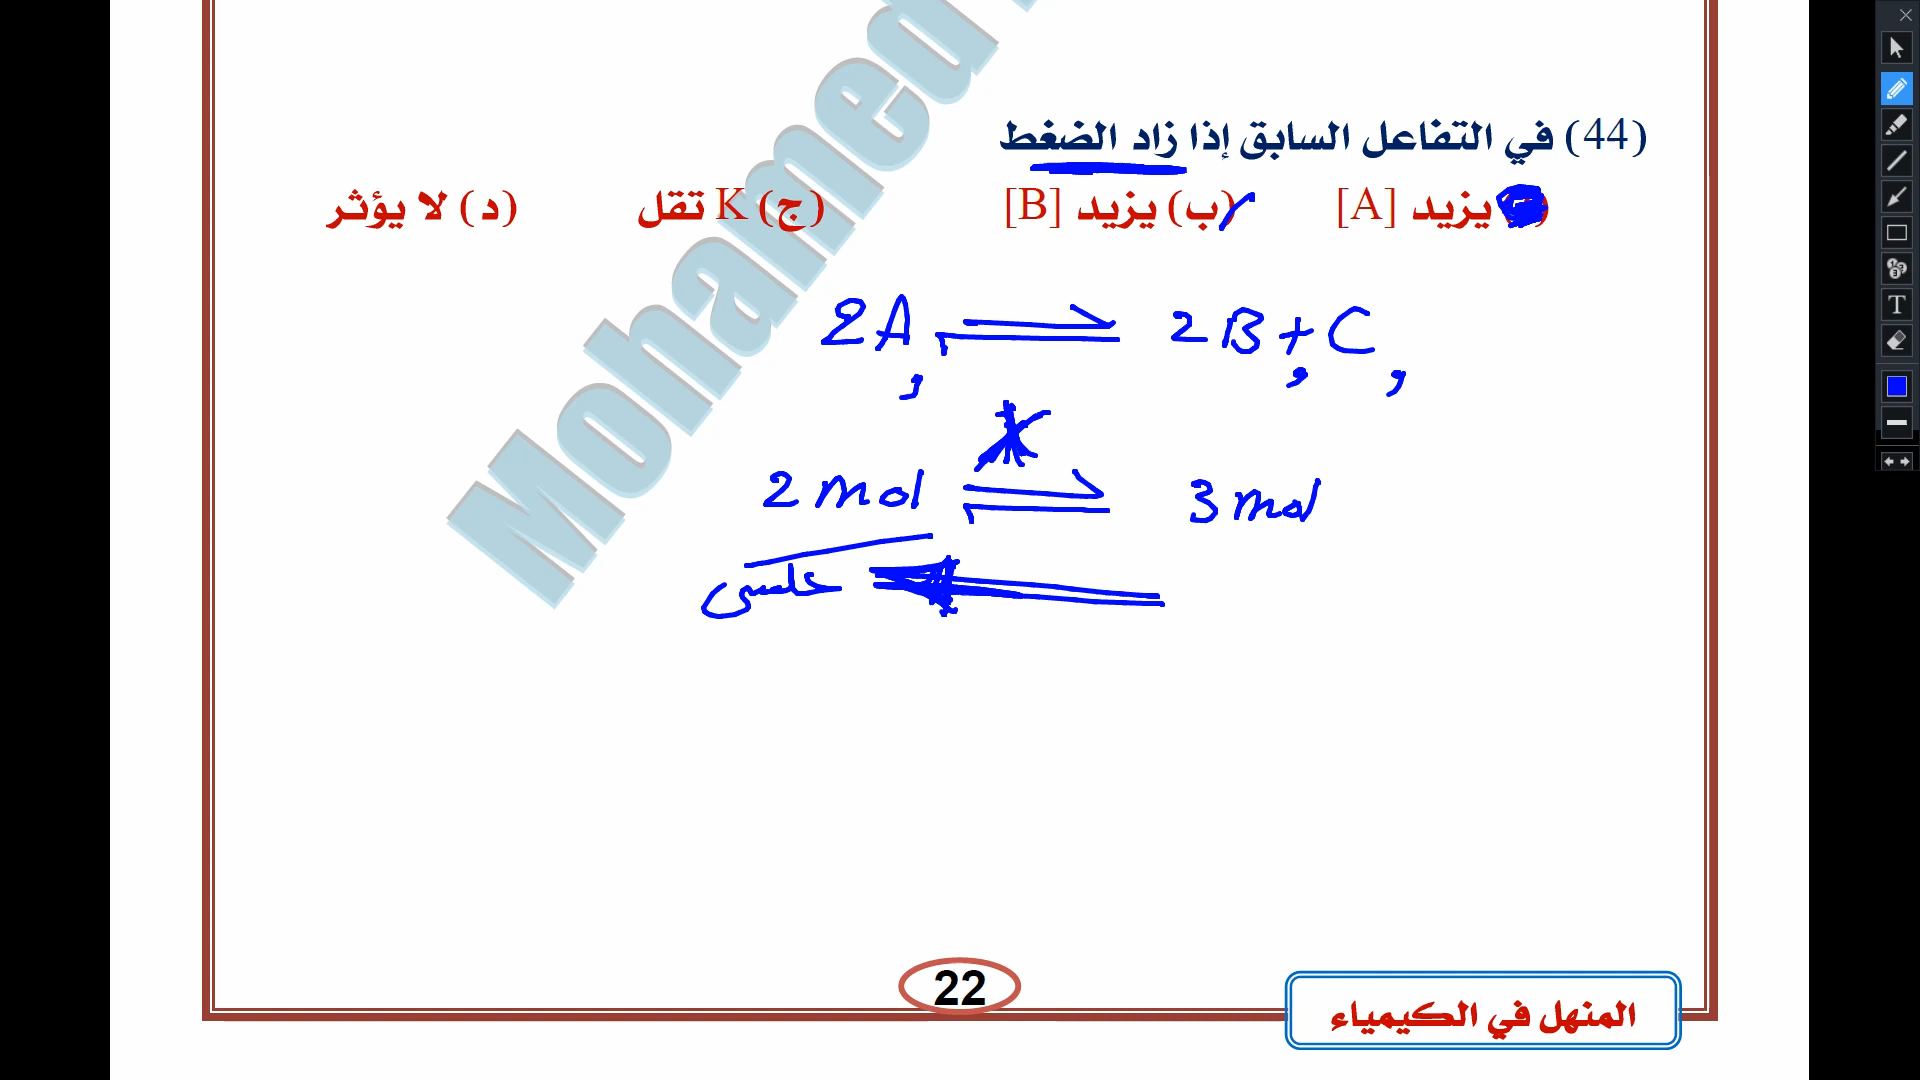 (44) في التفاعل السابق إذا زاد الضغط
يزيد [A] (ب) يزيد [B] (ج) K تقل (د) لا يؤثر
2A ⇌ 2B + C
2 mol ⇌ 3 mol
عكسي
22
المنهل في الكيمياء
Mohamed